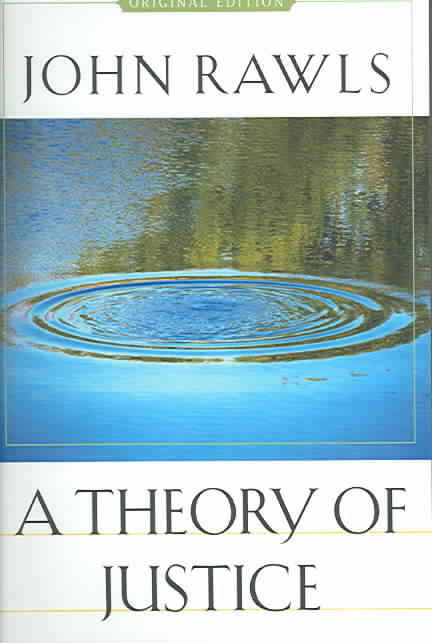 ORIGINAL EDITION
JOHN RAWLS
A THEORY OF
JUSTICE